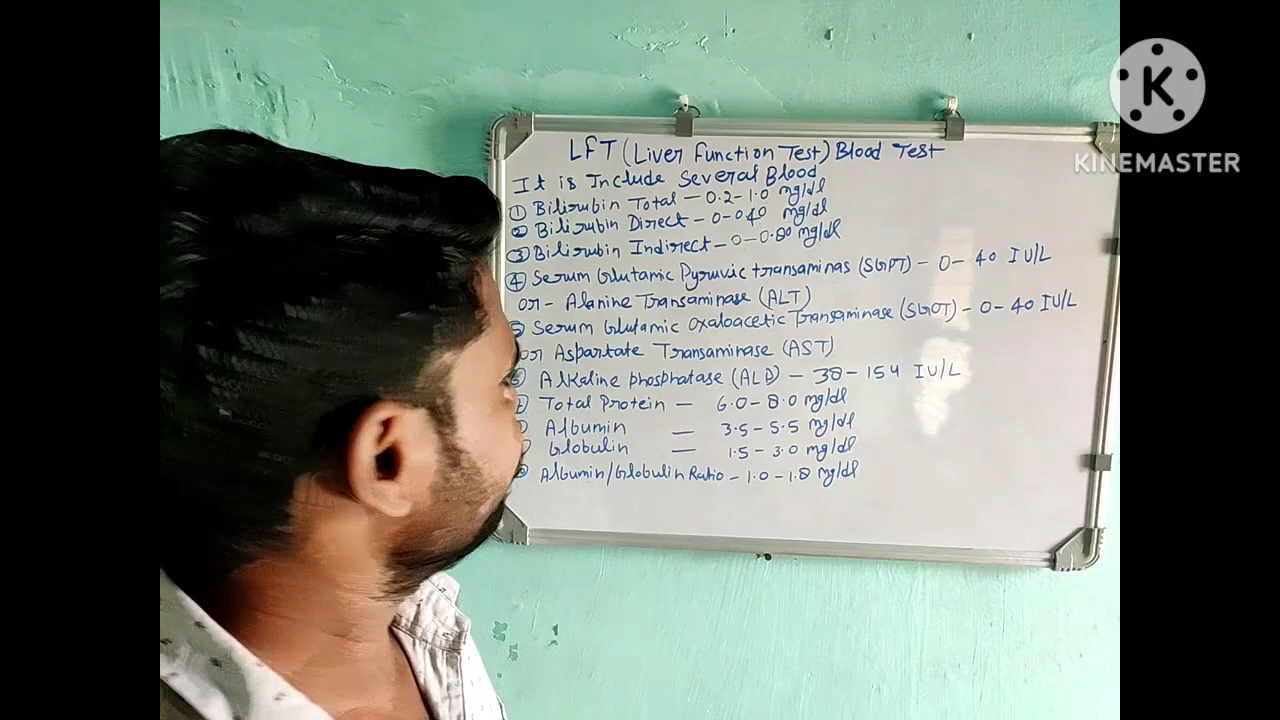 LFT (Liver Function Test) Blood Test
It is Include Several Blood
① Bilirubin Total — 0.2-1.0 mg/dl
② Bilirubin Direct — 0-040 mg/dl
③ Bilirubin Indirect — 0-0.80 mg/dl
④ Serum Glutamic Pyruvic transaminas (SGPT) - 0-40 IU/L
or - Alanine Transaminase (ALT)
⑤ Serum Glutamic Oxaloacetic Transaminase (SGOT) - 0-40 IU/L
or Aspartate Transaminase (AST)
Alkaline phosphatase (ALP) — 38-154 IU/L
Total Protein — 6.0-8.0 mg/dl
Albumin — 3.5-5.5 mg/dl
Globulin — 1.5-3.0 mg/dl
Albumin/Globulin Ratio - 1.0-1.8 mg/dl
K
KINEMASTER